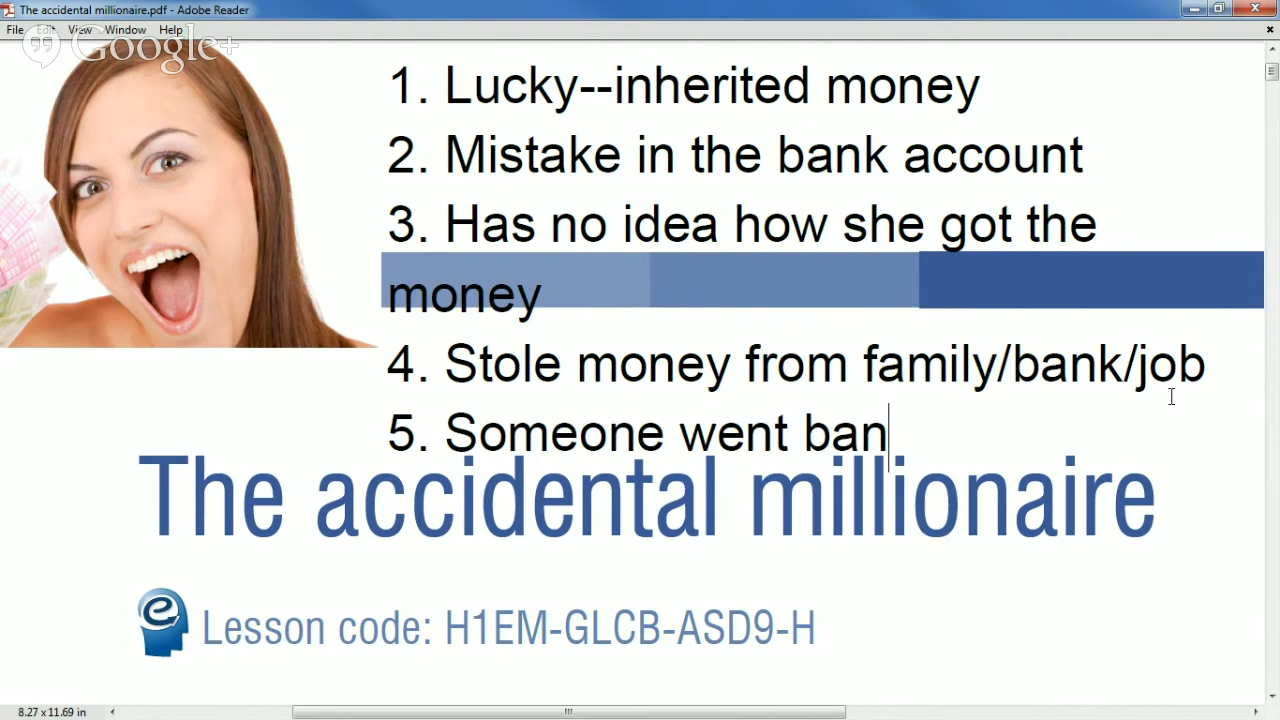 The accidental millionaire.pdf - Adobe Reader
File Edit View Window Help
Google+
1. Lucky--inherited money
2. Mistake in the bank account
3. Has no idea how she got the
money
4. Stole money from family/bank/job
5. Someone went ban
The accidental millionaire
e Lesson code: H1EM-GLCB-ASD9-H
8.27 x 11.69 in